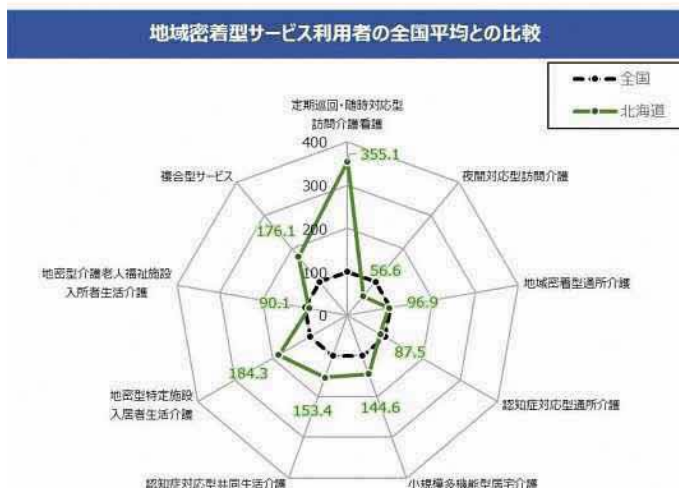 地域密着型サービス利用者の全国平均との比較
全国
北海道
定期巡回・随時対応型
訪問介護看護
400
355.1
300
200
100
0
夜間対応型訪問介護
56.6
地域密着型通所介護
96.9
認知症対応型通所介護
87.5
小規模多機能型居宅介護
144.6
認知症対応型共同生活介護
153.4
地密型特定施設
入居者生活介護
184.3
地密型介護老人福祉施設
入所者生活介護
90.1
複合型サービス
176.1